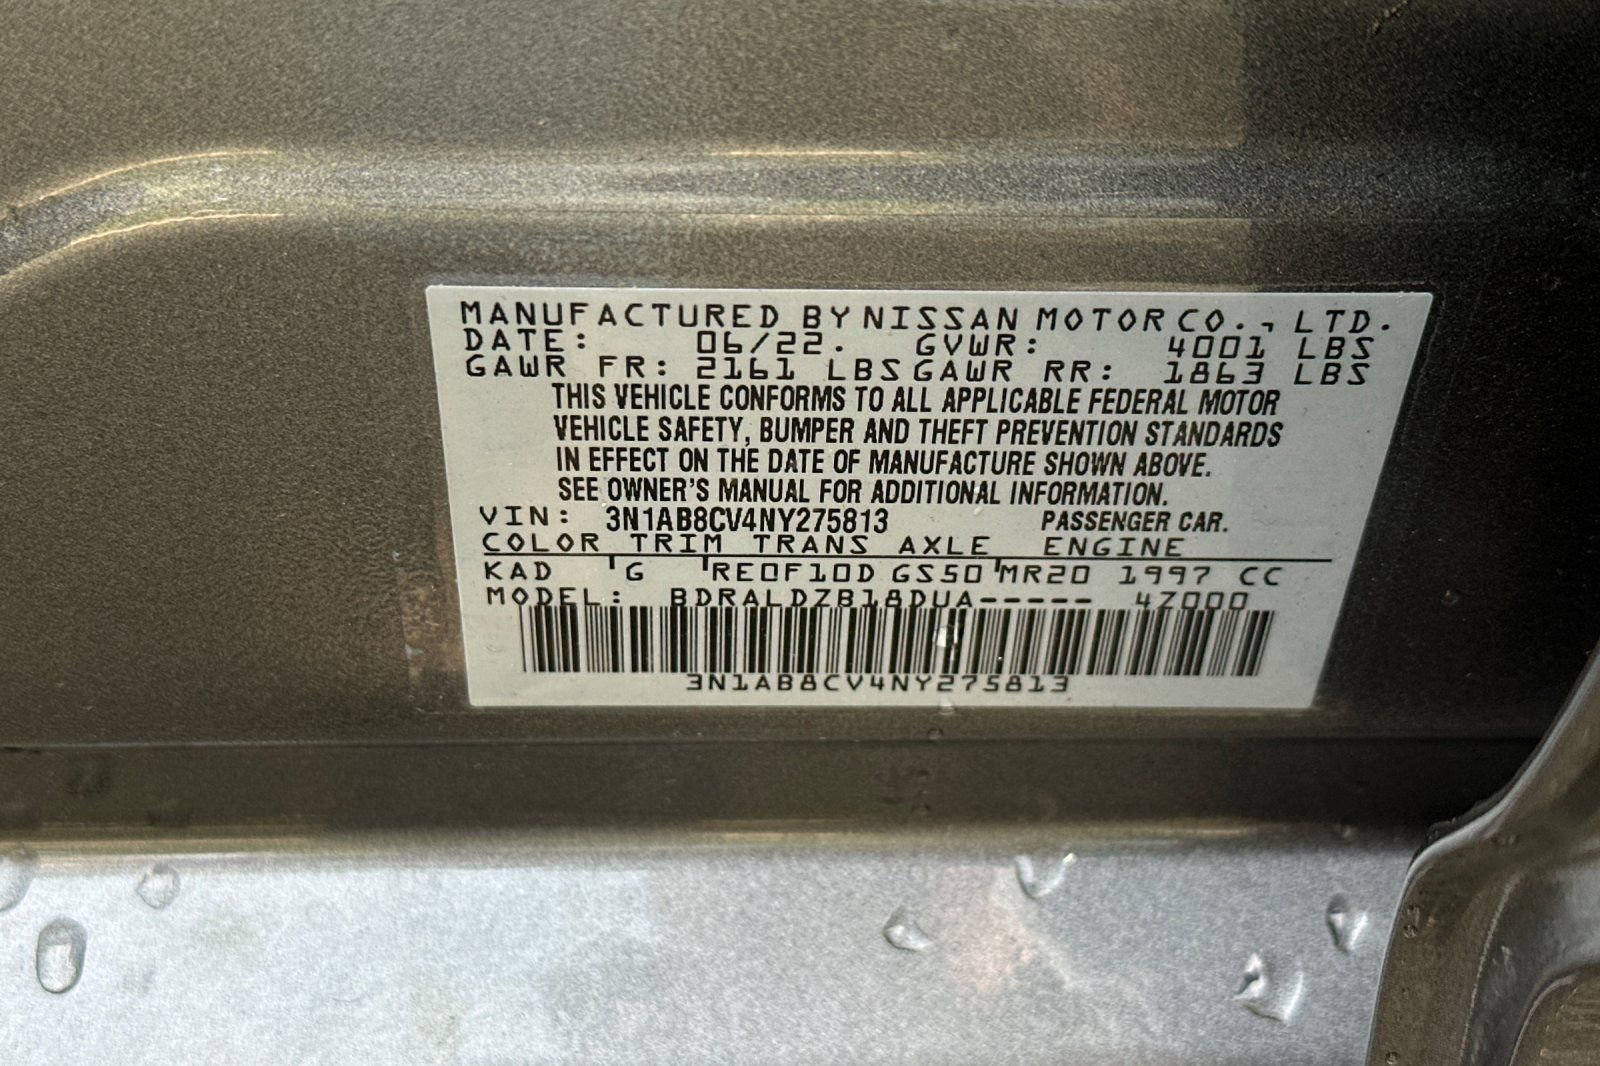 MANUFACTURED BY NISSAN MOTOR CO., LTD.
DATE: 06/22. GVWR: 4001 LBS
GAWR FR: 2161 LBS GAWR RR: 1863 LBS
THIS VEHICLE CONFORMS TO ALL APPLICABLE FEDERAL MOTOR
VEHICLE SAFETY, BUMPER AND THEFT PREVENTION STANDARDS
IN EFFECT ON THE DATE OF MANUFACTURE SHOWN ABOVE.
SEE OWNER'S MANUAL FOR ADDITIONAL INFORMATION.
VIN: 3N1AB8CV4NY275813 PASSENGER CAR.
COLOR TRIM TRANS AXLE ENGINE
KAD G RE0F10D GS50 MR20 1997 CC
MODEL: BDRALDZB18DUA----- 4Z000
3N1AB8CV4NY275813